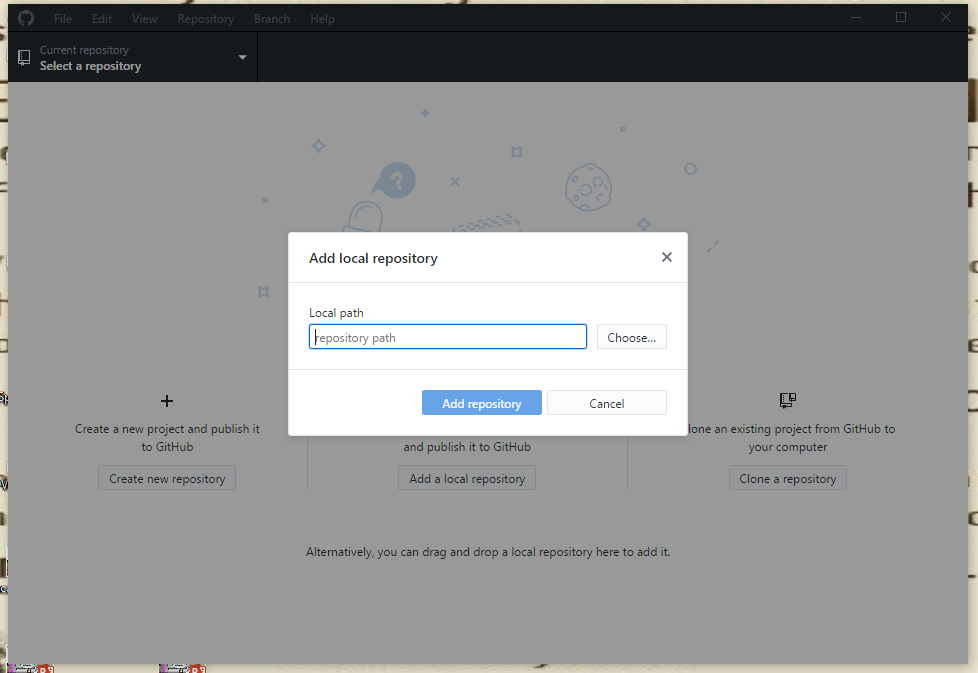 File Edit View Repository Branch Help
Current repository
Select a repository
?
Add local repository
Local path
repository path
Choose...
Add repository
Cancel
Create a new project and publish it
to GitHub
Create new repository
and publish it to GitHub
Add a local repository
an existing project from GitHub to
your computer
Clone a repository
Alternatively, you can drag and drop a local repository here to add it.